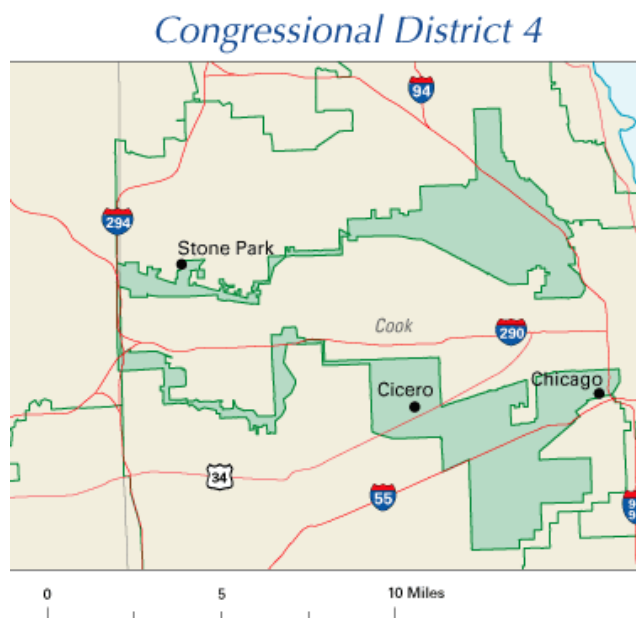 Congressional District 4
94
294
Stone Park
Cook
290
Cicero
Chicago
34
55
0 5 10 Miles